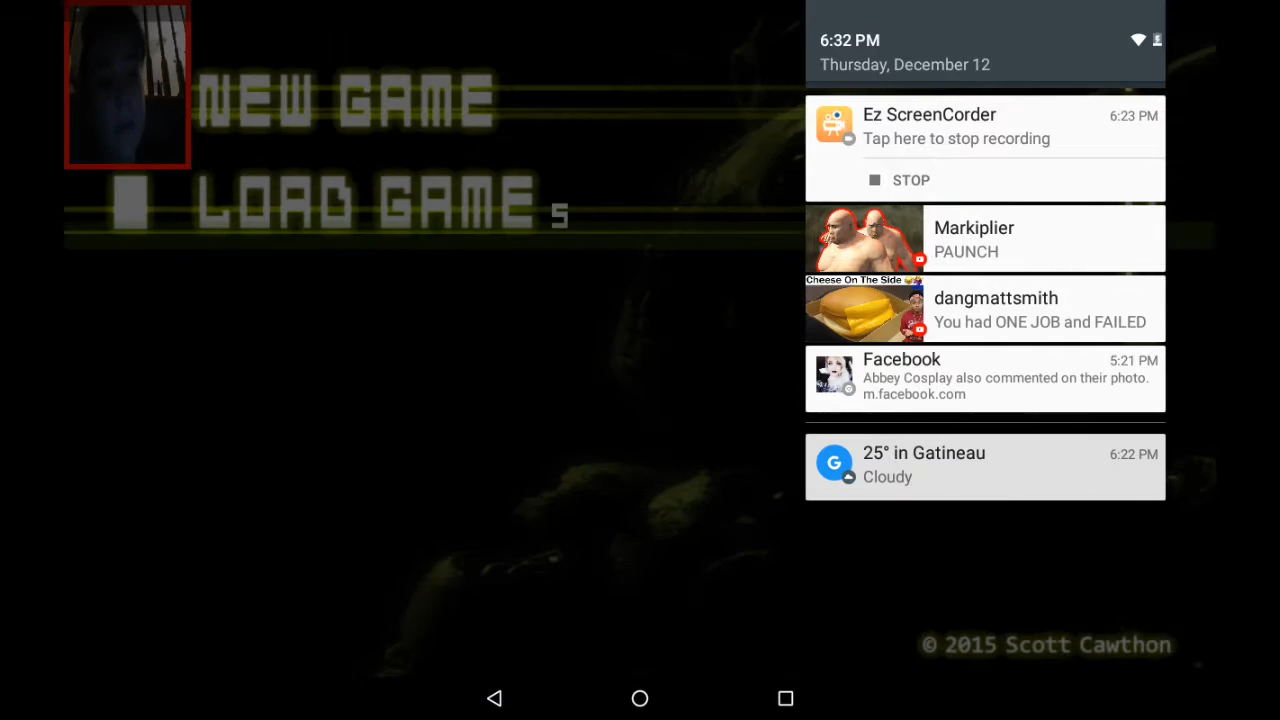 NEW GAME
LOAD GAME 5
6:32 PM
Thursday, December 12
Ez ScreenCorder 6:23 PM
Tap here to stop recording
STOP
Markiplier
PAUNCH
Cheese On The Side
dangmattsmith
You had ONE JOB and FAILED
Facebook 5:21 PM
Abbey Cosplay also commented on their photo.
m.facebook.com
G
25° in Gatineau 6:22 PM
Cloudy
© 2015 Scott Cawthon